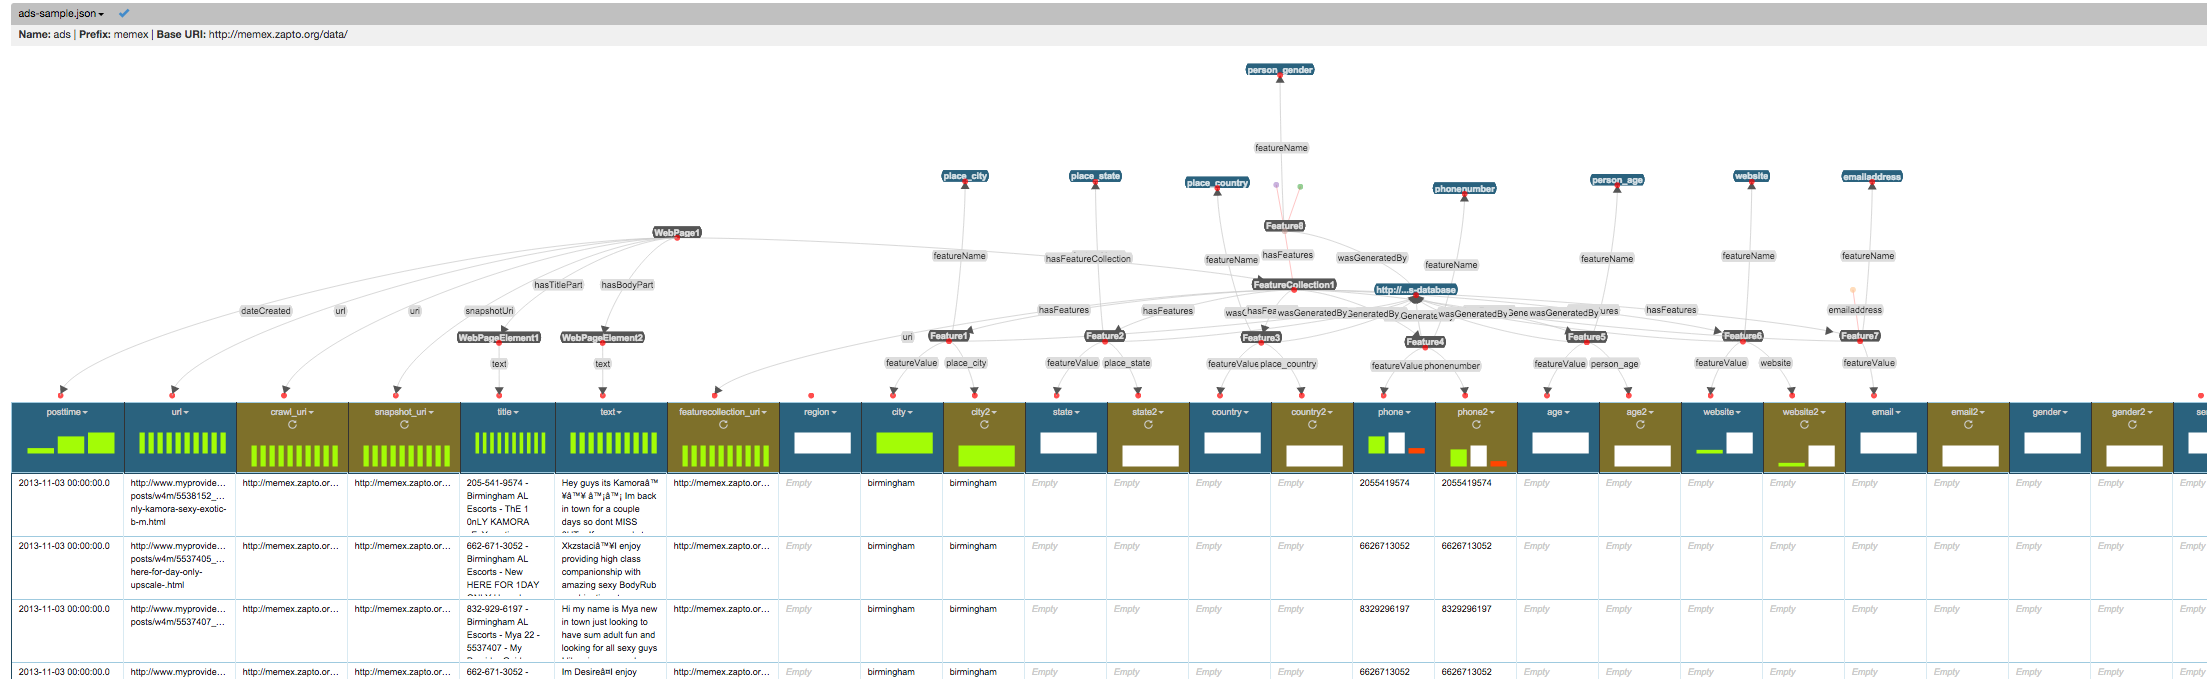 ads-sample.json
Name: ads | Prefix: memex | Base URI: http://memex.zapto.org/data/
person_gender
featureName
place_city
place_state
place_country
phonenumber
person_age
website
emailaddress
WebPage1
Feature8
featureName
hasFeatureCollection
featureName
hasFeatures
wasGeneratedBy
featureName
featureName
featureName
featureName
hasTitlePart
hasBodyPart
FeatureCollection1
http://...s-database
dateCreated
url
uri
snapshotUri
hasFeatures
hasFeatures
wasGeneratedBy
wasGeneratedBy
wasGeneratedBy
hasFeatures
emailaddress
WebPageElement1
WebPageElement2
uri
Feature1
Feature2
Feature3
Feature4
Feature5
Feature6
Feature7
text
text
featureValue
place_city
featureValue
place_state
featureValue
place_country
featureValue
phonenumber
featureValue
person_age
featureValue
website
featureValue
posttime
url
crawl_uri
snapshot_uri
title
text
featurecollection_uri
region
city
city2
state
state2
country
country2
phone
phone2
age
age2
website
website2
email
email2
gender
gender2
2013-11-03 00:00:00.0
http://www.myprovide...
posts/w4m/5538152_...
nly-kamora-sexy-exotic-
b-m.html
http://memex.zapto.or...
http://memex.zapto.or...
205-541-9574 -
Birmingham AL
Escorts - ThE 1
0nLY KAMORA
Hey guys its Kamoraâ™
¥â™¥ â™¡â™¡ Im back
in town for a couple
days so dont MISS
http://memex.zapto.or...
Empty
birmingham
birmingham
Empty
Empty
Empty
Empty
2055419574
2055419574
Empty
Empty
Empty
Empty
Empty
Empty
Empty
Empty
2013-11-03 00:00:00.0
http://www.myprovide...
posts/w4m/5537405_...
here-for-day-only-
upscale-.html
http://memex.zapto.or...
http://memex.zapto.or...
662-671-3052 -
Birmingham AL
Escorts - New
HERE FOR 1DAY
Xkzstaciâ™¥I enjoy
providing high class
companionship with
amazing sexy BodyRub
http://memex.zapto.or...
Empty
birmingham
birmingham
Empty
Empty
Empty
Empty
6626713052
6626713052
Empty
Empty
Empty
Empty
Empty
Empty
Empty
Empty
2013-11-03 00:00:00.0
http://www.myprovide...
posts/w4m/5537407_...
http://memex.zapto.or...
http://memex.zapto.or...
832-929-6197 -
Birmingham AL
Escorts - Mya 22 -
5537407 - My
Hi my name is Mya new
in town just looking to
have sum adult fun and
looking for all sexy guys
http://memex.zapto.or...
Empty
birmingham
birmingham
Empty
Empty
Empty
Empty
8329296197
8329296197
Empty
Empty
Empty
Empty
Empty
Empty
Empty
Empty
2013-11-03 00:00:00.0
http://www.myprovide...
http://memex.zapto.or...
http://memex.zapto.or...
662-671-3052 -
Im Desireâ¤I enjoy
http://memex.zapto.or...
Empty
birmingham
birmingham
Empty
Empty
Empty
Empty
6626713052
6626713052
Empty
Empty
Empty
Empty
Empty
Empty
Empty
Empty